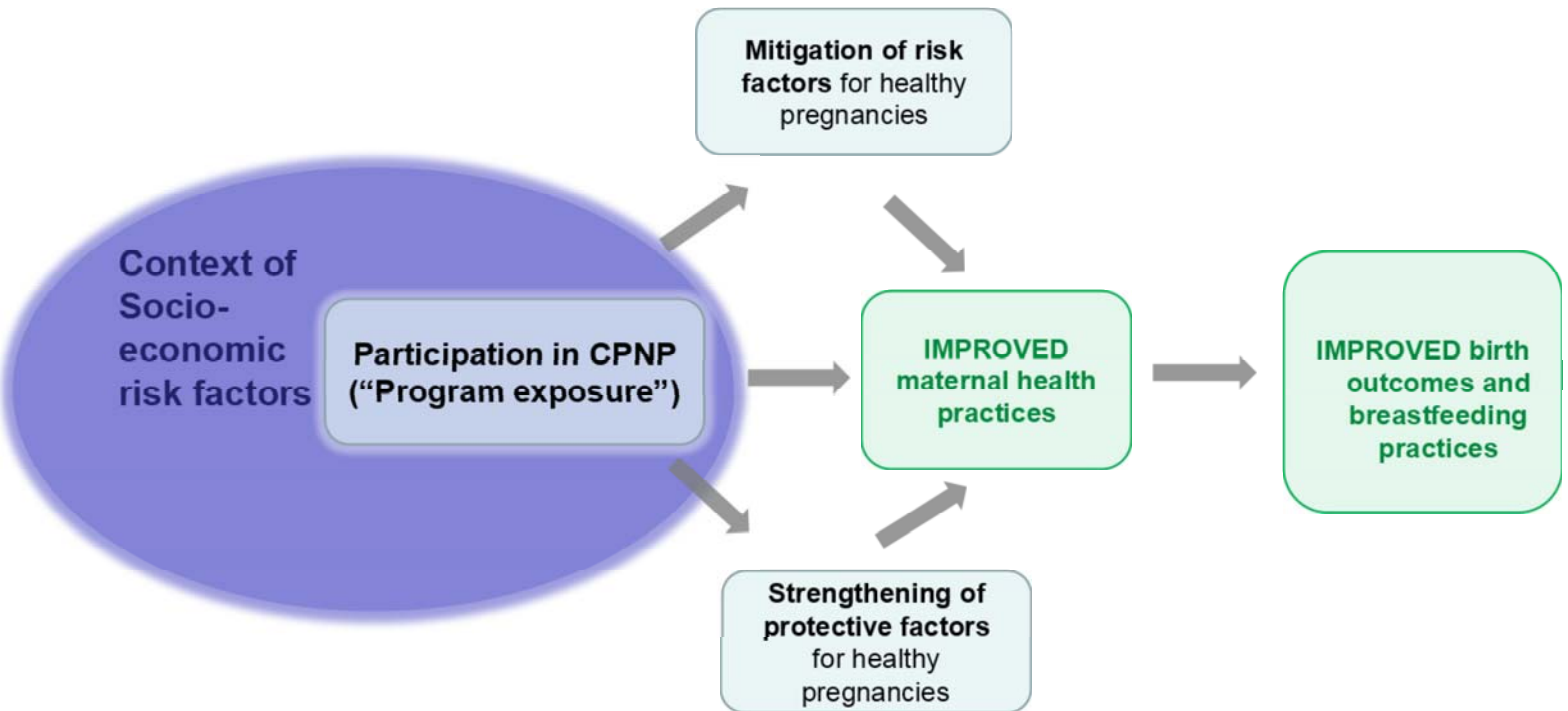 Mitigation of risk
factors for healthy
pregnancies
Context of
Socio-
economic
risk factors
Participation in CPNP
(“Program exposure”)
IMPROVED
maternal health
practices
IMPROVED birth
outcomes and
breastfeeding
practices
Strengthening of
protective factors
for healthy
pregnancies